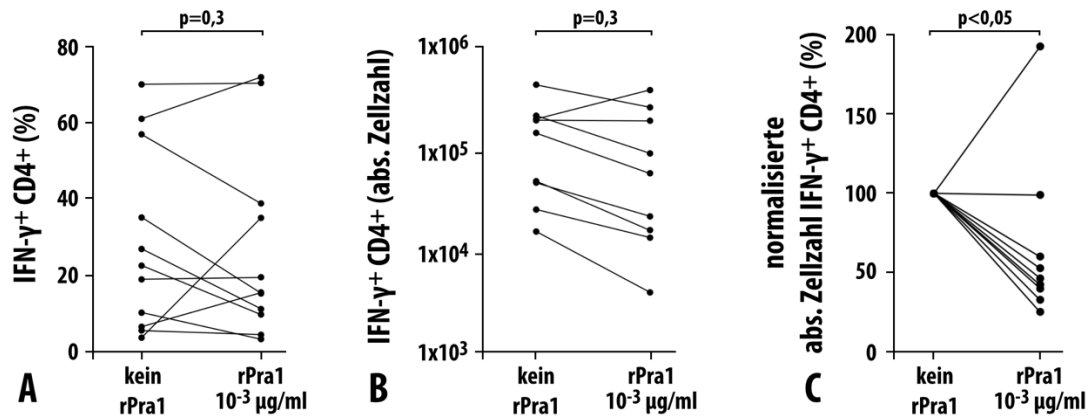 p=0,3
80
60
40
20
0
IFN-γ⁺ CD4+ (%)
kein
rPra1
rPra1
10⁻³ µg/ml
A
p=0,3
1x10⁶
1x10⁵
1x10⁴
1x10³
IFN-γ⁺ CD4+ (abs. Zellzahl)
kein
rPra1
rPra1
10⁻³ µg/ml
B
p<0,05
200
150
100
50
0
normalisierte
abs. Zellzahl IFN-γ⁺ CD4+ (%)
kein
rPra1
rPra1
10⁻³ µg/ml
C